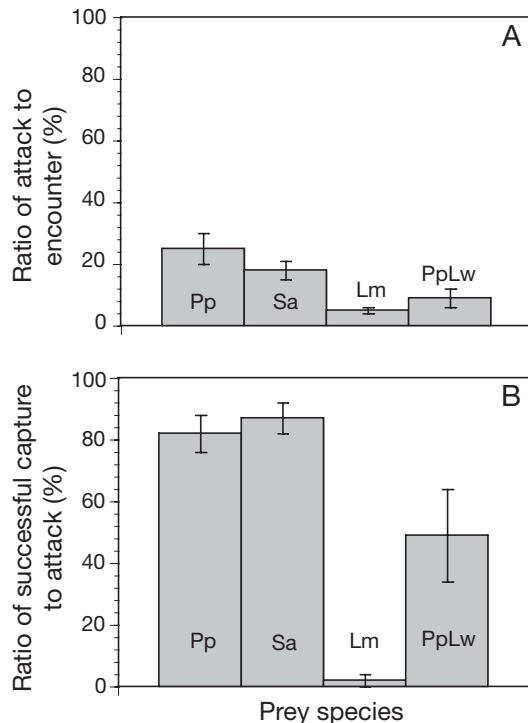 A
Ratio of attack to
encounter (%)
100
80
60
40
20
0
Pp
Sa
Lm
PpLw
B
Ratio of successful capture
to attack (%)
100
80
60
40
20
0
Pp
Sa
Lm
PpLw
Prey species